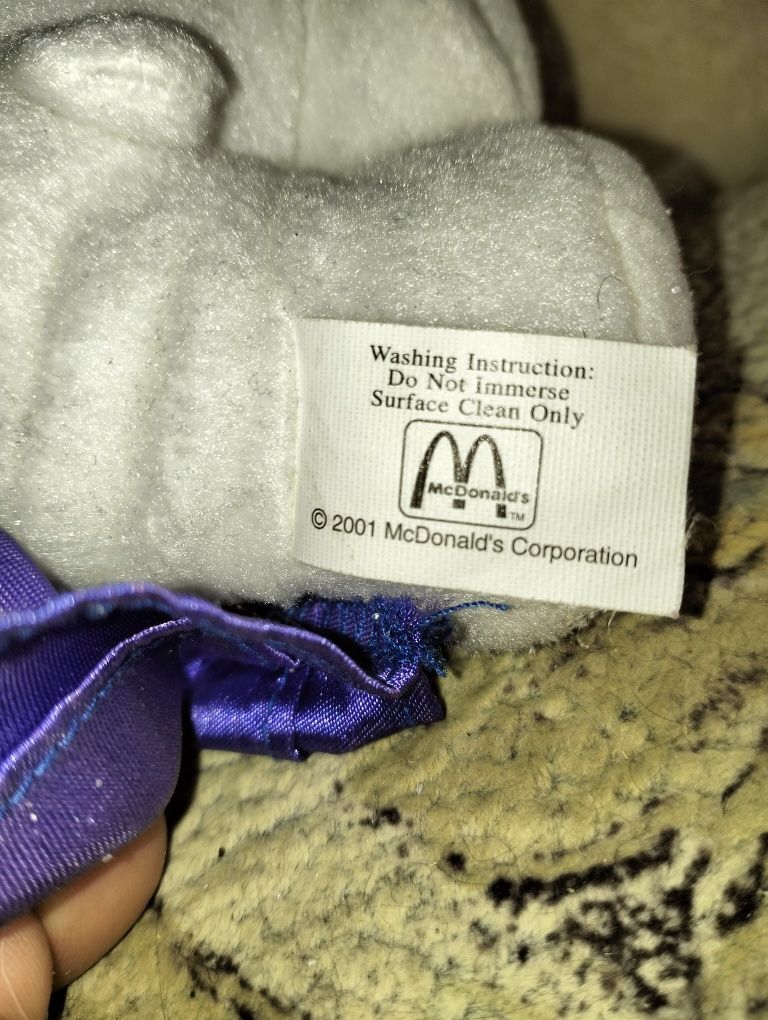 Washing Instruction:
Do Not Immerse
Surface Clean Only
McDonald's
TM
© 2001 McDonald's Corporation